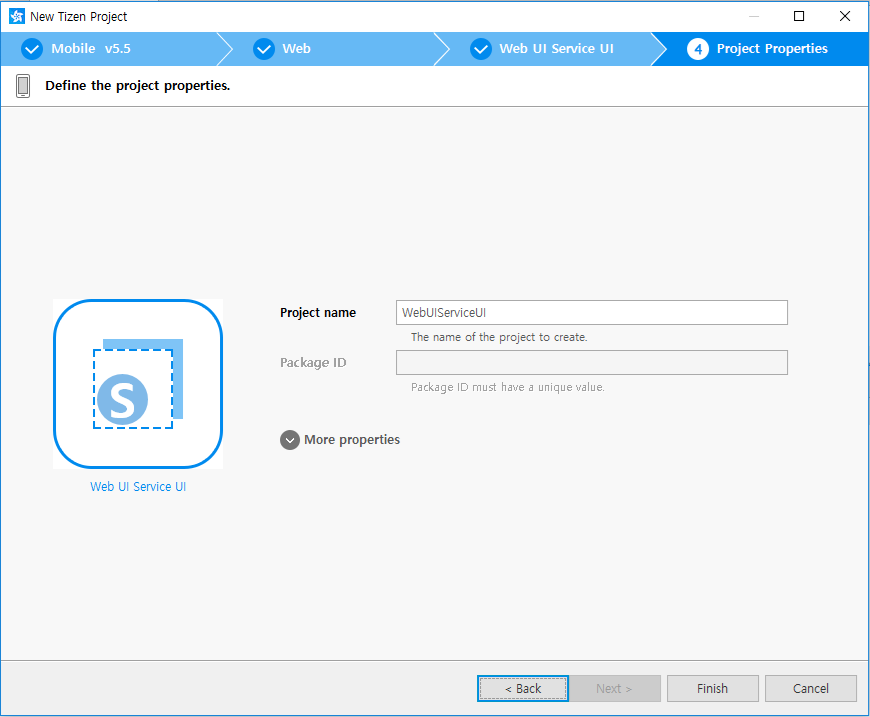 New Tizen Project
Mobile v5.5
Web
Web UI Service UI
4 Project Properties
Define the project properties.
Project name
WebUIServiceUI
The name of the project to create.
Package ID
Package ID must have a unique value.
More properties
S
Web UI Service UI
< Back
Next >
Finish
Cancel